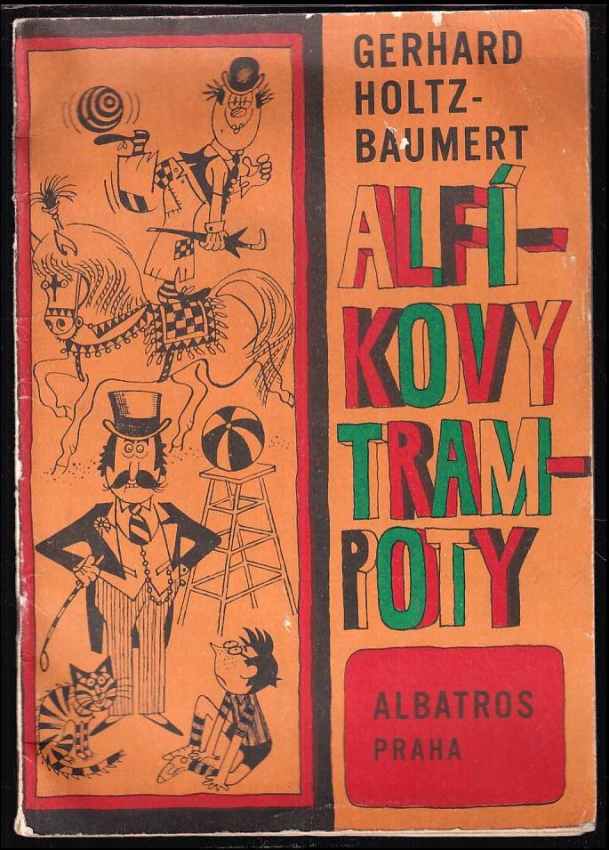 GERHARD
HOLTZ-
BAUMERT
ALFÍ-
KOVY
TRAM-
POTY
ALBATROS
PRAHA